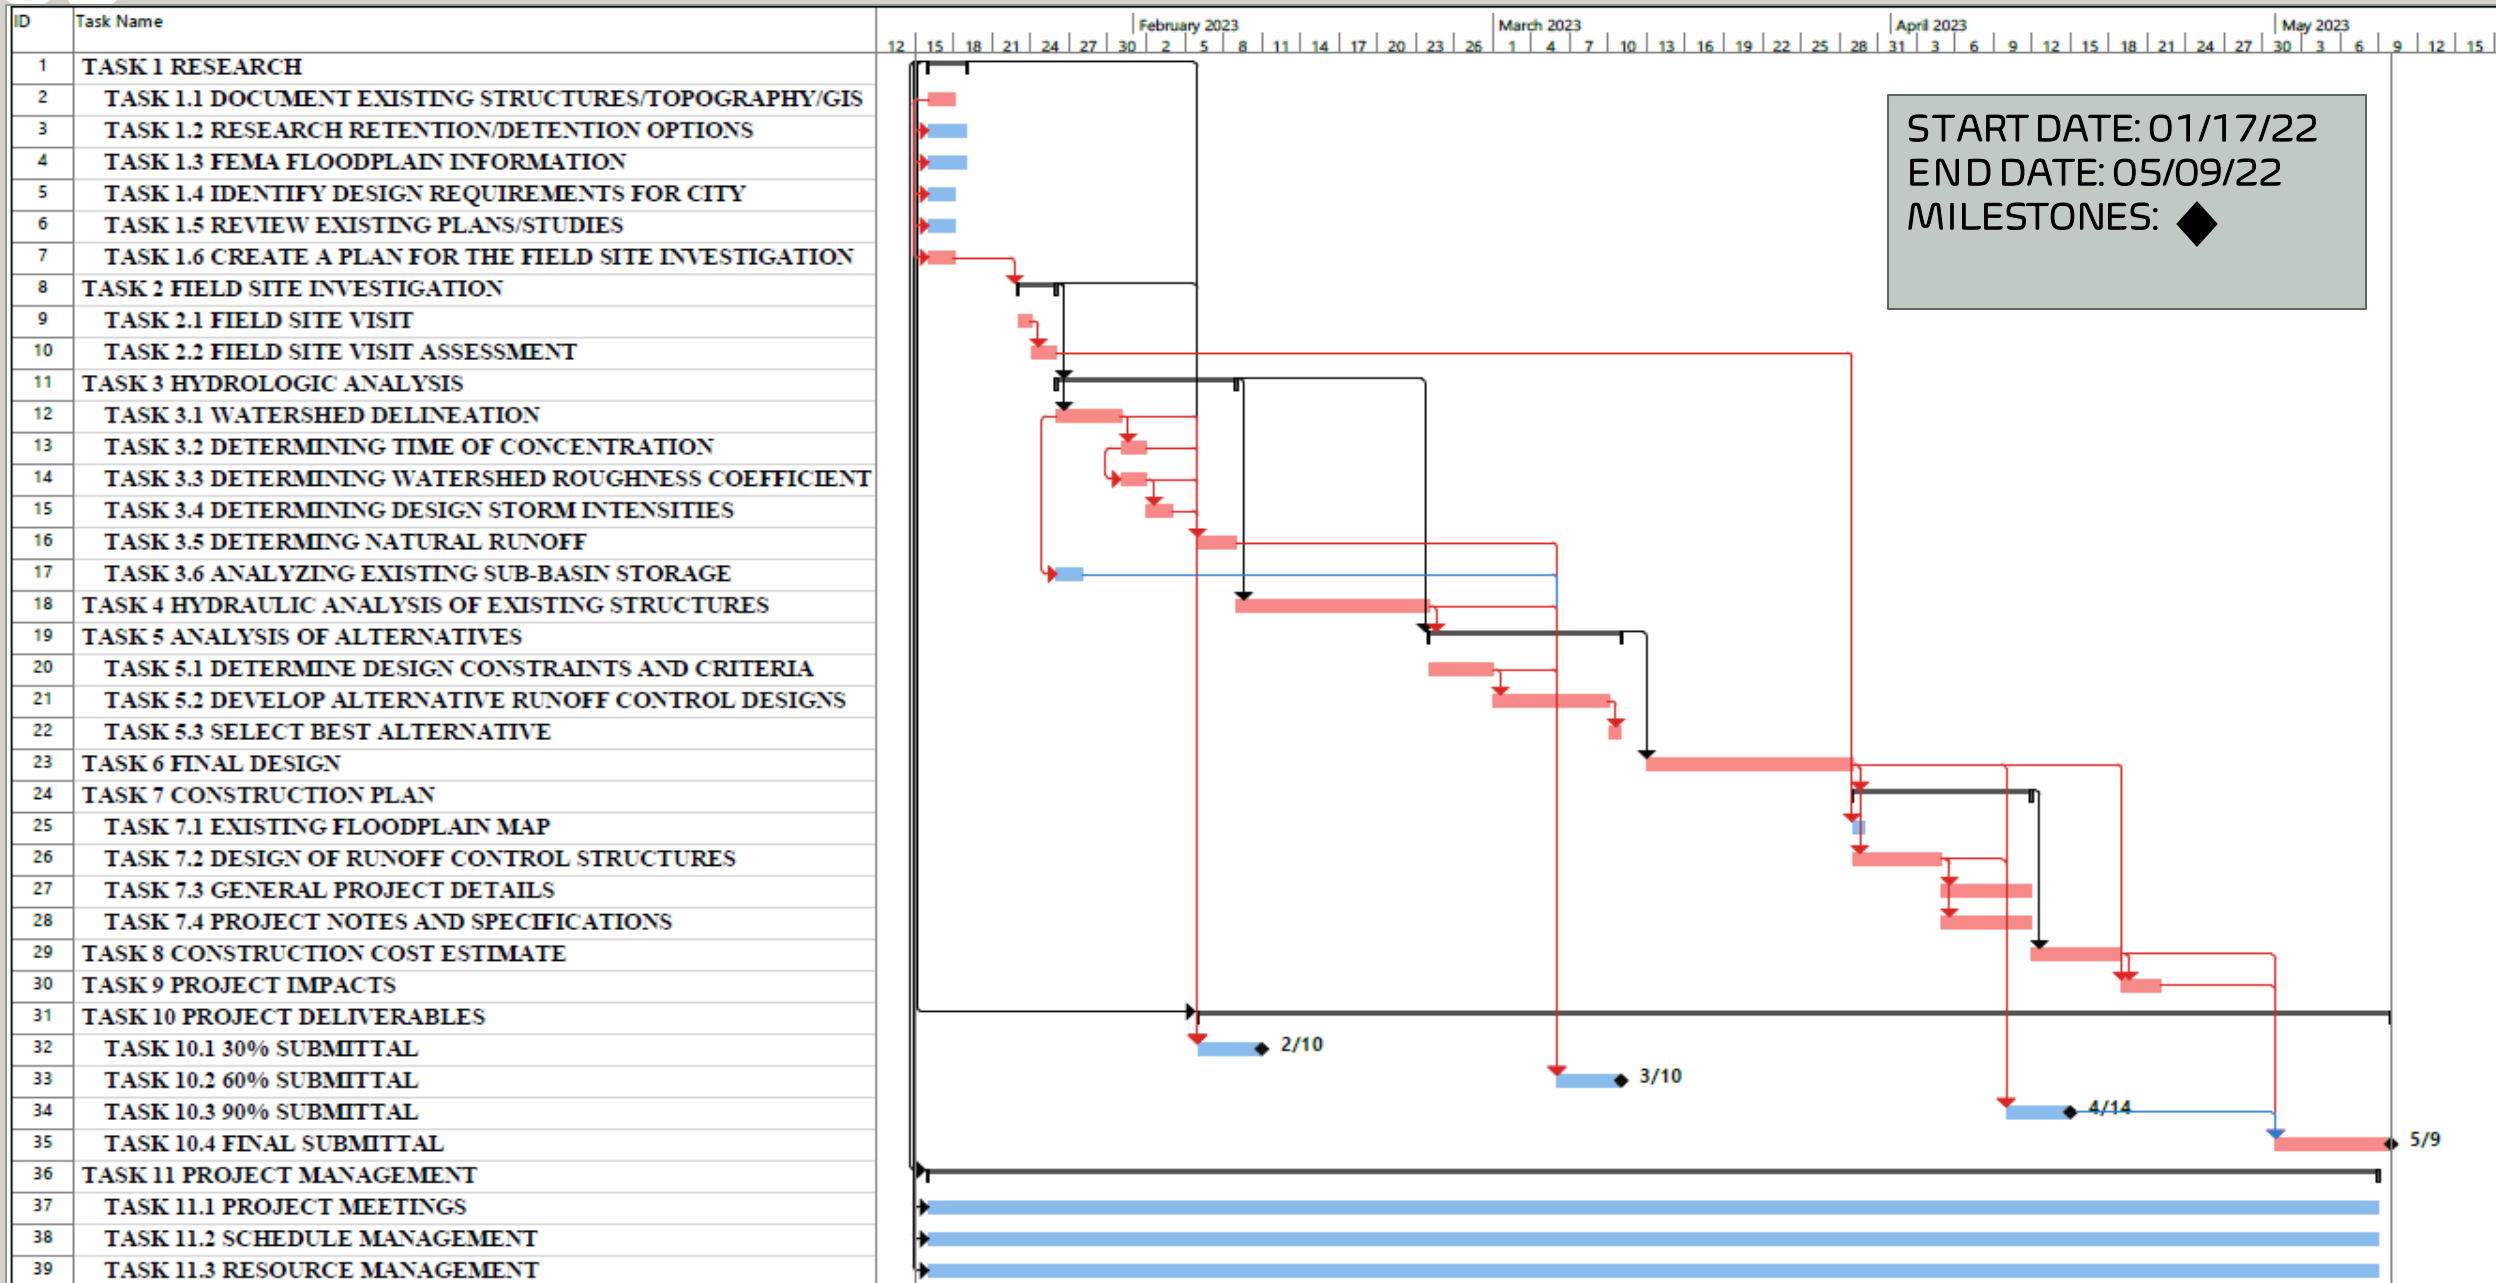 ID Task Name
February 2023 March 2023 April 2023 May 2023
12 15 18 21 24 27 30 2 5 8 11 14 17 20 23 26 1 4 7 10 13 16 19 22 25 28 31 3 6 9 12 15 18 21 24 27 30 3 6 9 12 15
1 TASK 1 RESEARCH
2 TASK 1.1 DOCUMENT EXISTING STRUCTURES/TOPOGRAPHY/GIS
3 TASK 1.2 RESEARCH RETENTION/DETENTION OPTIONS
4 TASK 1.3 FEMA FLOODPLAIN INFORMATION
5 TASK 1.4 IDENTIFY DESIGN REQUIREMENTS FOR CITY
6 TASK 1.5 REVIEW EXISTING PLANS/STUDIES
7 TASK 1.6 CREATE A PLAN FOR THE FIELD SITE INVESTIGATION
8 TASK 2 FIELD SITE INVESTIGATION
9 TASK 2.1 FIELD SITE VISIT
10 TASK 2.2 FIELD SITE VISIT ASSESSMENT
11 TASK 3 HYDROLOGIC ANALYSIS
12 TASK 3.1 WATERSHED DELINEATION
13 TASK 3.2 DETERMINING TIME OF CONCENTRATION
14 TASK 3.3 DETERMINING WATERSHED ROUGHNESS COEFFICIENT
15 TASK 3.4 DETERMINING DESIGN STORM INTENSITIES
16 TASK 3.5 DETERMING NATURAL RUNOFF
17 TASK 3.6 ANALYZING EXISTING SUB-BASIN STORAGE
18 TASK 4 HYDRAULIC ANALYSIS OF EXISTING STRUCTURES
19 TASK 5 ANALYSIS OF ALTERNATIVES
20 TASK 5.1 DETERMINE DESIGN CONSTRAINTS AND CRITERIA
21 TASK 5.2 DEVELOP ALTERNATIVE RUNOFF CONTROL DESIGNS
22 TASK 5.3 SELECT BEST ALTERNATIVE
23 TASK 6 FINAL DESIGN
24 TASK 7 CONSTRUCTION PLAN
25 TASK 7.1 EXISTING FLOODPLAIN MAP
26 TASK 7.2 DESIGN OF RUNOFF CONTROL STRUCTURES
27 TASK 7.3 GENERAL PROJECT DETAILS
28 TASK 7.4 PROJECT NOTES AND SPECIFICATIONS
29 TASK 8 CONSTRUCTION COST ESTIMATE
30 TASK 9 PROJECT IMPACTS
31 TASK 10 PROJECT DELIVERABLES
32 TASK 10.1 30% SUBMITTAL 2/10
33 TASK 10.2 60% SUBMITTAL 3/10
34 TASK 10.3 90% SUBMITTAL 4/14
35 TASK 10.4 FINAL SUBMITTAL 5/9
36 TASK 11 PROJECT MANAGEMENT
37 TASK 11.1 PROJECT MEETINGS
38 TASK 11.2 SCHEDULE MANAGEMENT
39 TASK 11.3 RESOURCE MANAGEMENT
START DATE: 01/17/22
END DATE: 05/09/22
MILESTONES: